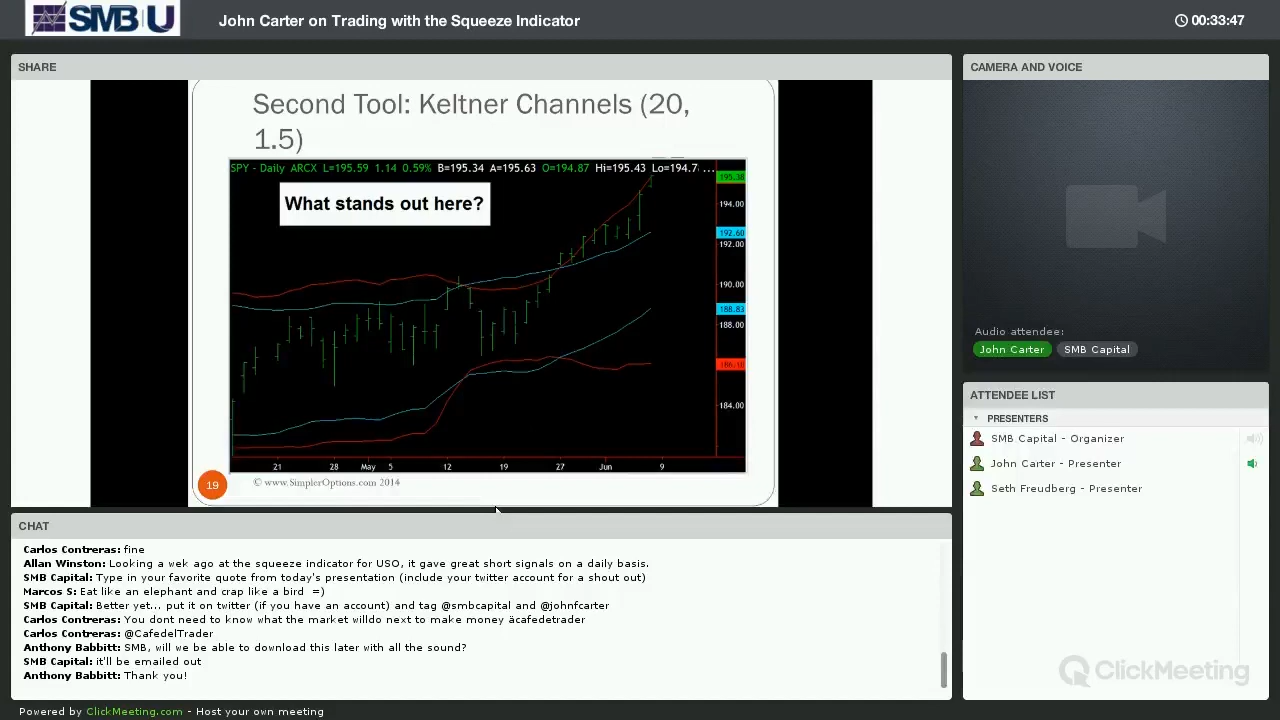 SMB U
John Carter on Trading with the Squeeze Indicator
00:33:47
SHARE
Second Tool: Keltner Channels (20,
1.5)
SPY - Daily ARCX L=195.59 1.14 0.59% B=195.34 A=195.63 O=194.87 Hi=195.43 Lo=194.7 ...
What stands out here?
195.38
194.00
192.60
192.00
190.00
188.83
188.00
186.10
184.00
21 28 May 5 12 19 27 Jun 9
19
© www.SimplerOptions.com 2014
CAMERA AND VOICE
Audio attendee:
John Carter SMB Capital
ATTENDEE LIST
PRESENTERS
SMB Capital - Organizer
John Carter - Presenter
Seth Freudberg - Presenter
ClickMeeting
CHAT
Carlos Contreras: fine
Allan Winston: Looking a wek ago at the squeeze indicator for USO, it gave great short signals on a daily basis.
SMB Capital: Type in your favorite quote from today's presentation (include your twitter account for a shout out)
Marcos S: Eat like an elephant and crap like a bird =)
SMB Capital: Better yet... put it on twitter (if you have an account) and tag @smbcapital and @johnfcarter
Carlos Contreras: You dont need to know what the market willdo next to make money äcafedetrader
Carlos Contreras: @CafedelTrader
Anthony Babbitt: SMB, will we be able to download this later with all the sound?
SMB Capital: it'll be emailed out
Anthony Babbitt: Thank you!
Powered by ClickMeeting.com - Host your own meeting